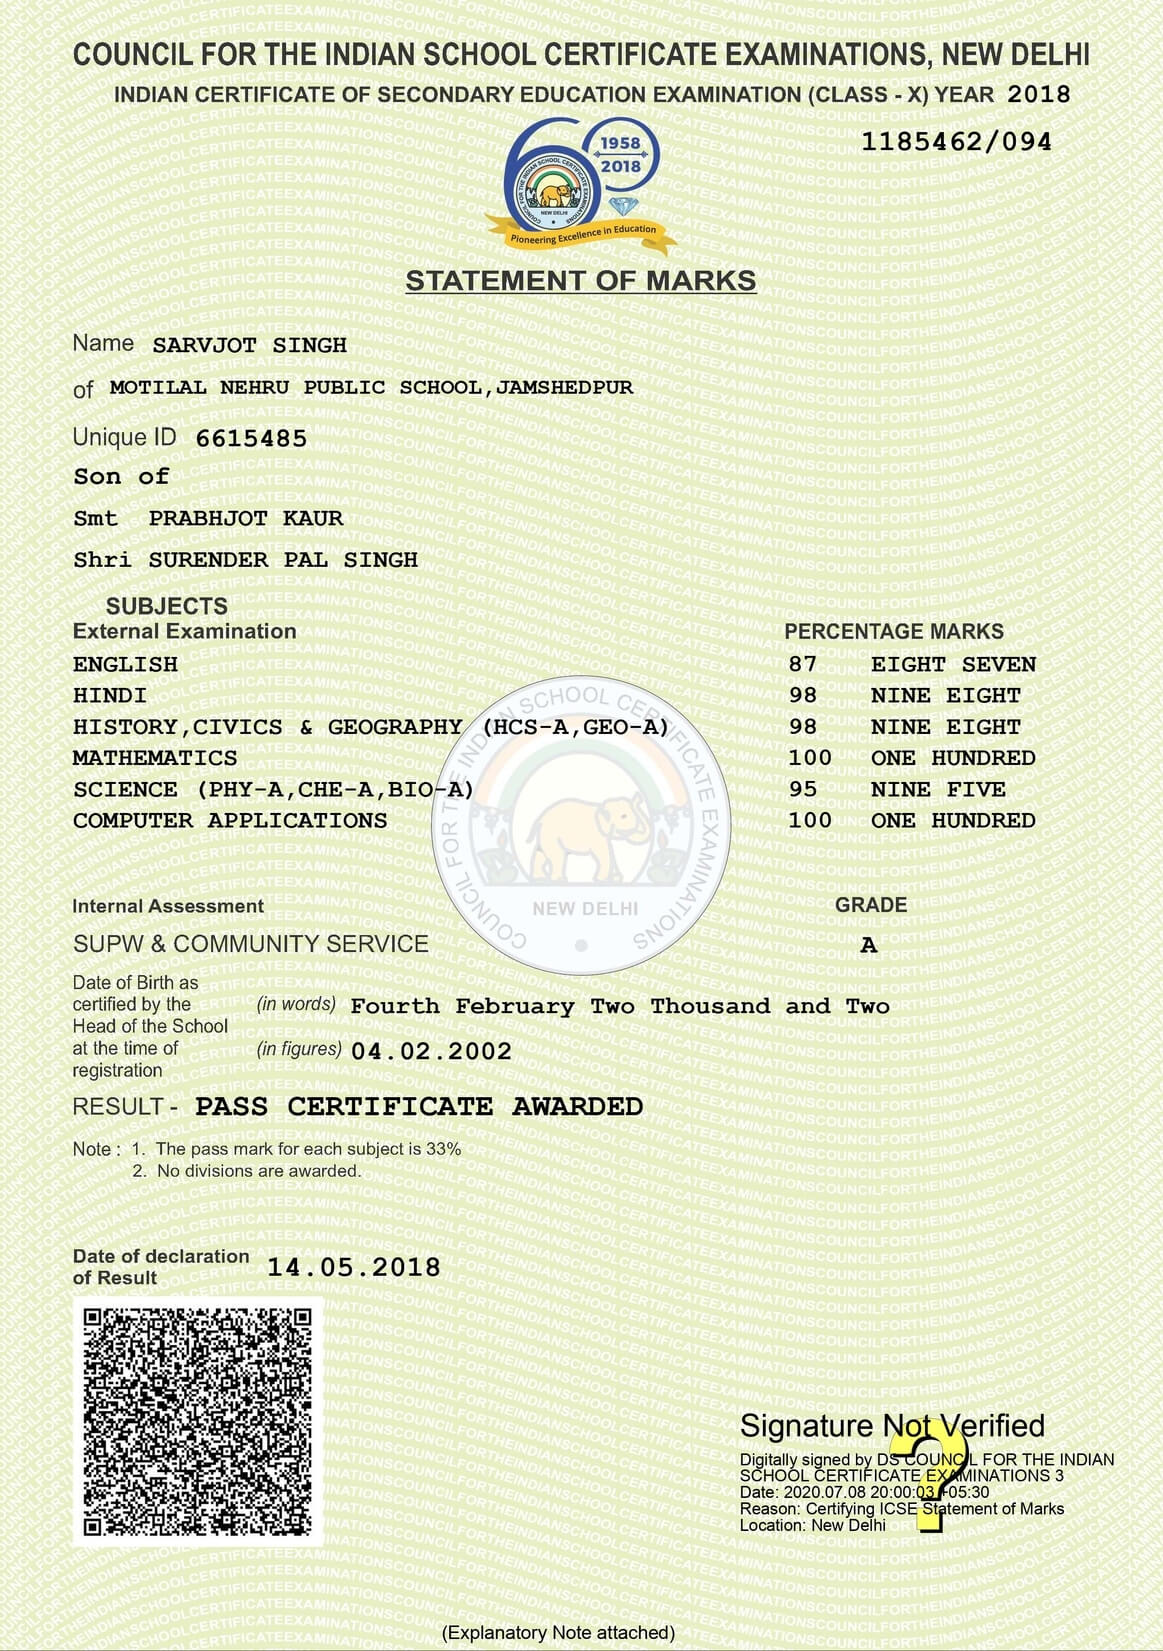 COUNCIL FOR THE INDIAN SCHOOL CERTIFICATE EXAMINATIONS, NEW DELHI
INDIAN CERTIFICATE OF SECONDARY EDUCATION EXAMINATION (CLASS - X) YEAR 2018
1185462/094
1958
2018
COUNCIL FOR THE INDIAN SCHOOL CERTIFICATE EXAMINATIONS
NEW DELHI
Pioneering Excellence in Education
STATEMENT OF MARKS
Name SARVJOT SINGH
of MOTILAL NEHRU PUBLIC SCHOOL,JAMSHEDPUR
Unique ID 6615485
Son of
Smt PRABHJOT KAUR
Shri SURENDER PAL SINGH
SUBJECTS
External Examination PERCENTAGE MARKS
ENGLISH 87 EIGHT SEVEN
HINDI 98 NINE EIGHT
HISTORY,CIVICS & GEOGRAPHY (HCS-A,GEO-A) 98 NINE EIGHT
MATHEMATICS 100 ONE HUNDRED
SCIENCE (PHY-A,CHE-A,BIO-A) 95 NINE FIVE
COMPUTER APPLICATIONS 100 ONE HUNDRED
COUNCIL FOR THE INDIAN SCHOOL CERTIFICATE EXAMINATIONS
NEW DELHI
Internal Assessment GRADE
SUPW & COMMUNITY SERVICE A
Date of Birth as
certified by the (in words) Fourth February Two Thousand and Two
Head of the School
at the time of (in figures) 04.02.2002
registration
RESULT - PASS CERTIFICATE AWARDED
Note : 1. The pass mark for each subject is 33%
2. No divisions are awarded.
Date of declaration
of Result 14.05.2018
Signature Not Verified
Digitally signed by DS COUNCIL FOR THE INDIAN
SCHOOL CERTIFICATE EXAMINATIONS 3
Date: 2020.07.08 20:00:03 +05:30
Reason: Certifying ICSE Statement of Marks
Location: New Delhi
(Explanatory Note attached)